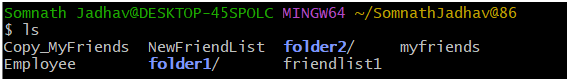 Somnath Jadhav@DESKTOP-45SPOLC MINGW64 ~/SomnathJadhav@86
$ ls
Copy_MyFriends  NewFriendList  folder2/     myfriends
Employee        folder1/       friendlist1